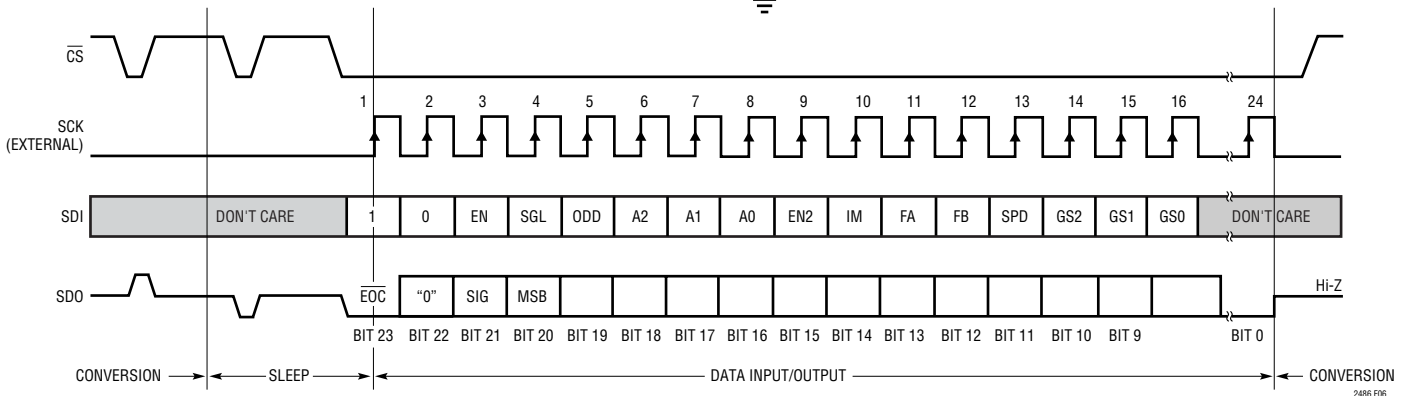 CS
1 2 3 4 5 6 7 8 9 10 11 12 13 14 15 16 24
SCK
(EXTERNAL)
SDI DON'T CARE 1 0 EN SGL ODD A2 A1 A0 EN2 IM FA FB SPD GS2 GS1 GS0 DON'T CARE
Hi-Z
SDO EOC “0” SIG MSB
BIT 23 BIT 22 BIT 21 BIT 20 BIT 19 BIT 18 BIT 17 BIT 16 BIT 15 BIT 14 BIT 13 BIT 12 BIT 11 BIT 10 BIT 9 BIT 0
CONVERSION SLEEP DATA INPUT/OUTPUT CONVERSION
2486 F06